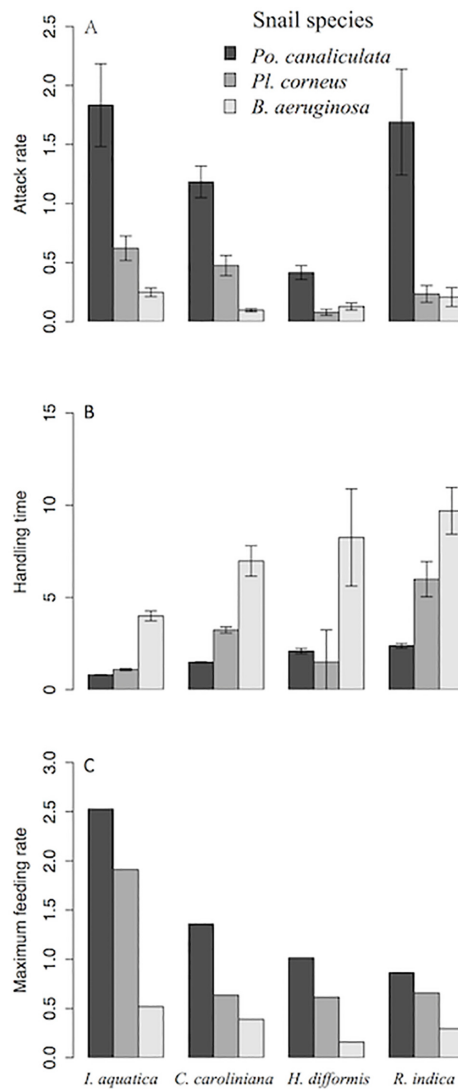 A
Snail species
Po. canaliculata
Pl. corneus
B. aeruginosa
Attack rate
2.5
2.0
1.5
1.0
0.5
0.0
B
Handling time
15
10
5
0
C
Maximum feeding rate
3.0
2.5
2.0
1.5
1.0
0.5
0.0
I. aquatica C. caroliniana H. difformis R. indica